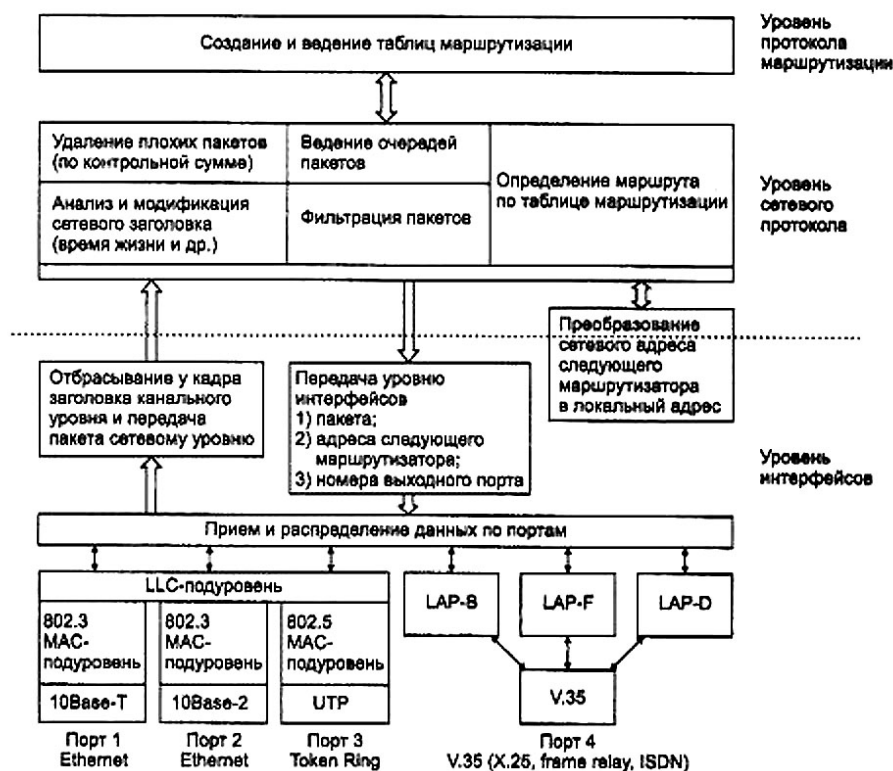 Создание и ведение таблиц маршрутизации
Уровень
протокола
маршрутизации
Удаление плохих пакетов
(по контрольной сумме)
Ведение очередей
пакетов
Анализ и модификация
сетевого заголовка
(время жизни и др.)
Фильтрация пакетов
Определение маршрута
по таблице маршрутизации
Уровень
сетевого
протокола
Отбрасывание у кадра
заголовка канального
уровня и передача
пакета сетевому уровню
Передача уровню
интерфейсов
1) пакета;
2) адреса следующего
маршрутизатора;
3) номера выходного порта
Преобразование
сетевого адреса
следующего
маршрутизатора
в локальный адрес
Уровень
интерфейсов
Прием и распределение данных по портам
LLC-подуровень
802.3
MAC-
подуровень
802.3
MAC-
подуровень
802.5
MAC-
подуровень
10Base-T
10Base-2
UTP
LAP-B
LAP-F
LAP-D
V.35
Порт 1
Ethernet
Порт 2
Ethernet
Порт 3
Token Ring
Порт 4
V.35 (X.25, frame relay, ISDN)